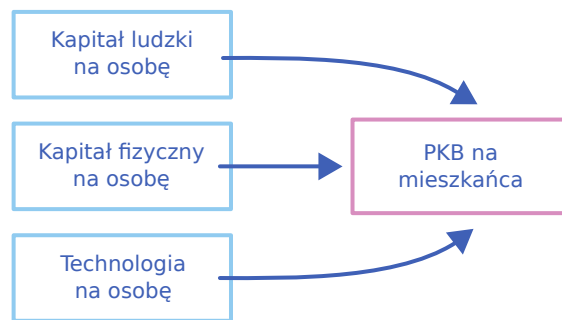 Kapitał ludzki
na osobę
Kapitał fizyczny
na osobę
PKB na
mieszkańca
Technologia
na osobę